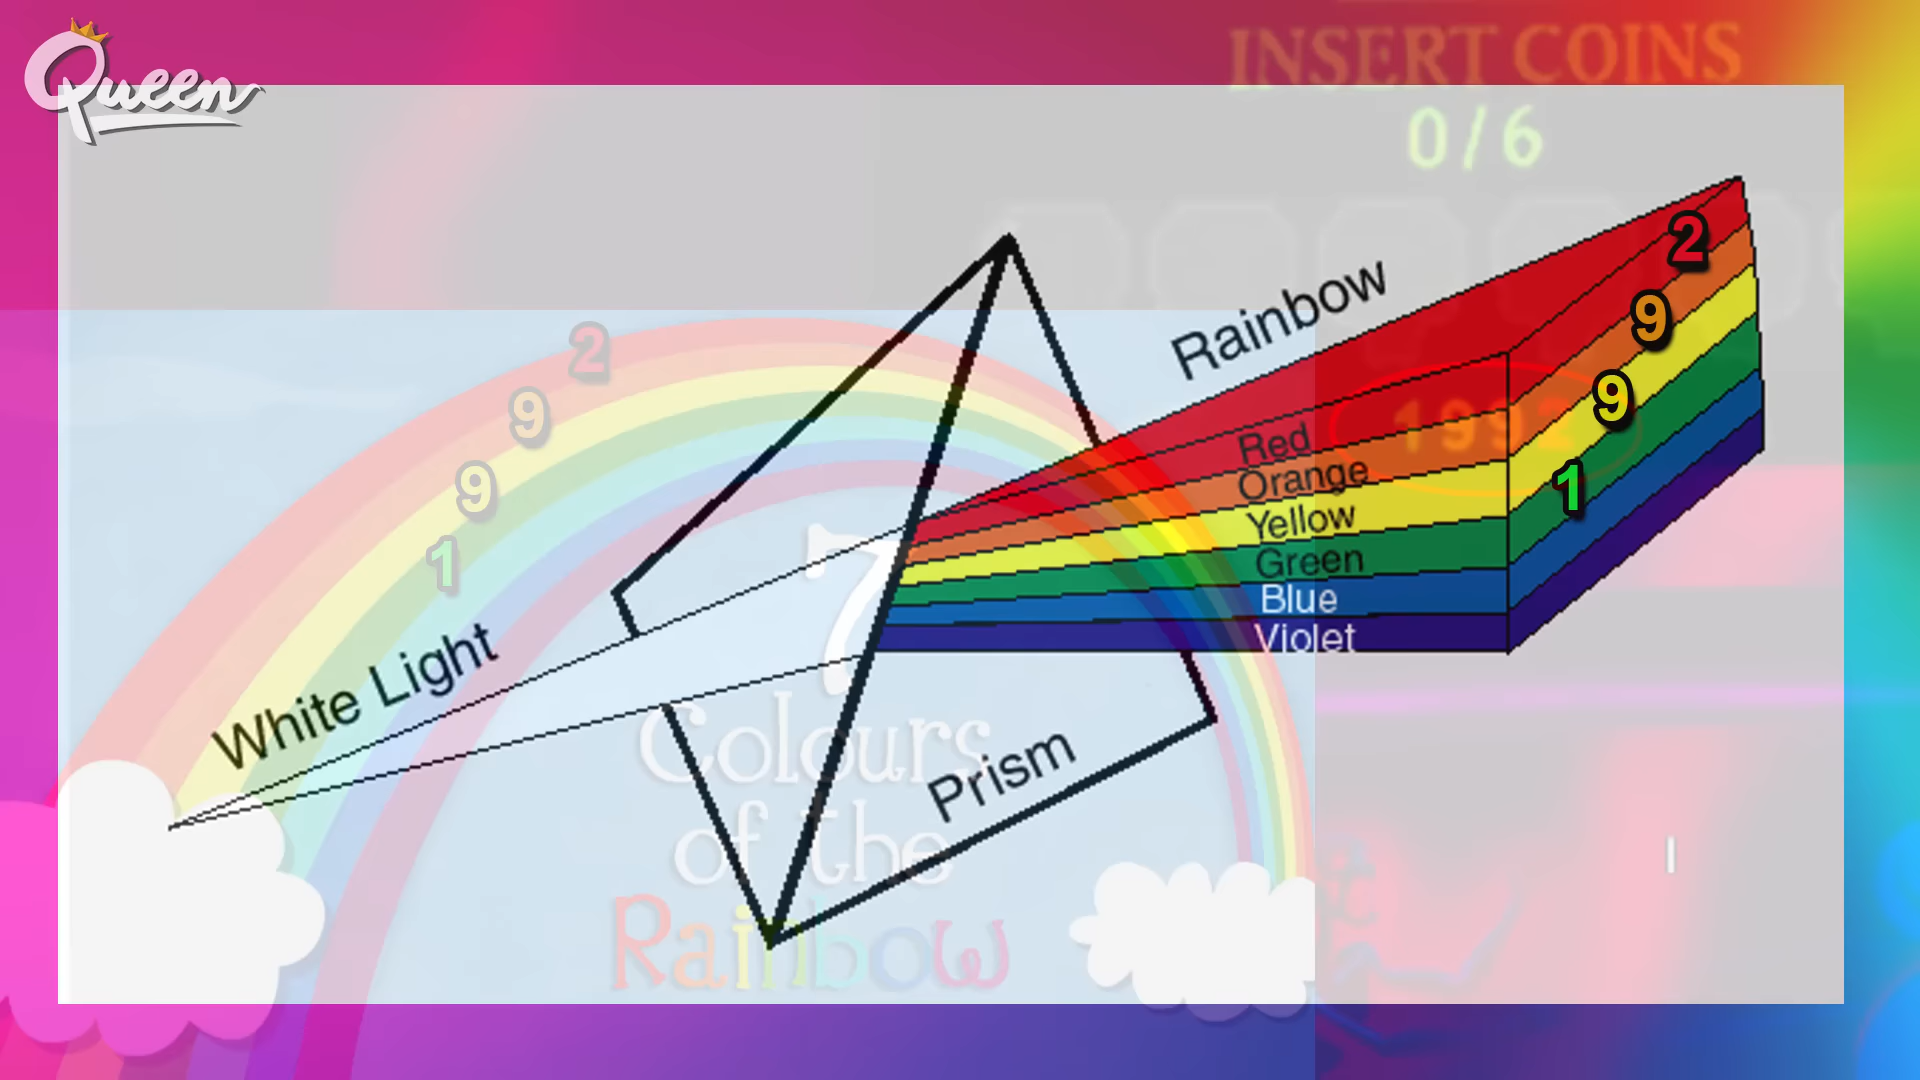 Queen
INSERT COINS
0/6
2
9
9
1
Rainbow
1992
Red
Orange
Yellow
Green
Blue
Violet
2
9
9
1
White Light
Prism
7
Colours
of the
Rainbow